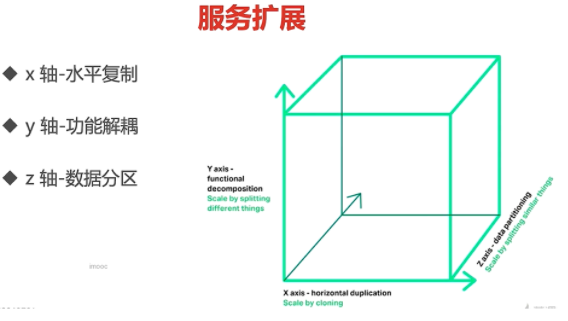 服务扩展
◆ x 轴-水平复制
◆ y 轴-功能解耦
◆ z 轴-数据分区
Y axis -
functional
decomposition
Scale by splitting
different things
Z axis - data partitioning
Scale by splitting similar things
X axis - horizontal duplication
Scale by cloning
imooc